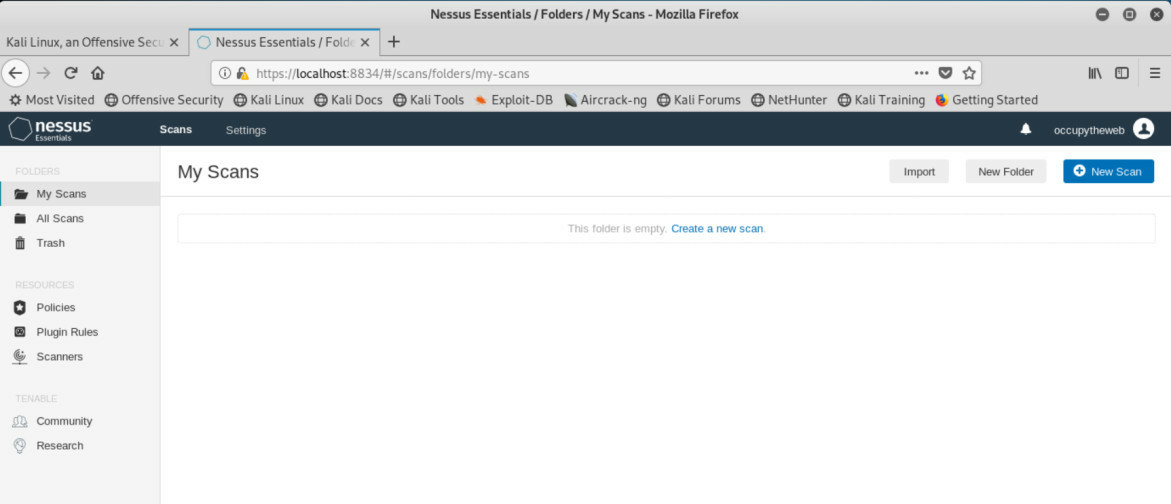 Nessus Essentials / Folders / My Scans - Mozilla Firefox
Kali Linux, an Offensive Secu
Nessus Essentials / Folde
https://localhost:8834/#/scans/folders/my-scans
Most Visited Offensive Security Kali Linux Kali Docs Kali Tools Exploit-DB Aircrack-ng Kali Forums NetHunter Kali Training Getting Started
nessus
Essentials
Scans Settings occupytheweb
FOLDERS
My Scans
All Scans
Trash
RESOURCES
Policies
Plugin Rules
Scanners
TENABLE
Community
Research
My Scans Import New Folder New Scan
This folder is empty. Create a new scan.